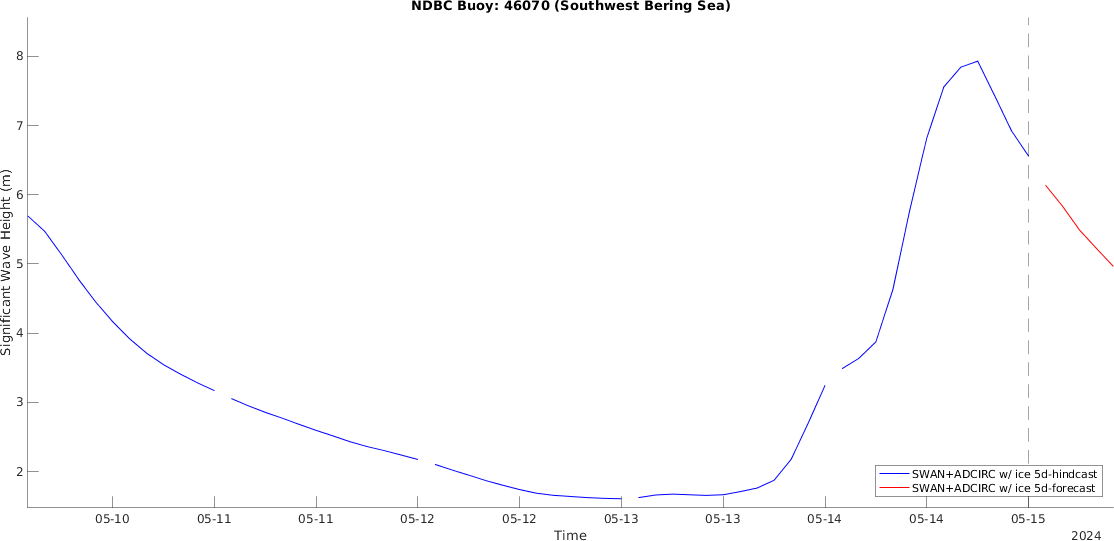 NDBC Buoy: 46070 (Southwest Bering Sea)
Significant Wave Height (m)
8
7
6
5
4
3
2
SWAN+ADCIRC w/ ice 5d-hindcast
SWAN+ADCIRC w/ ice 5d-forecast
05-10 05-11 05-11 05-12 05-12 05-13 05-13 05-14 05-14 05-15
Time
2024